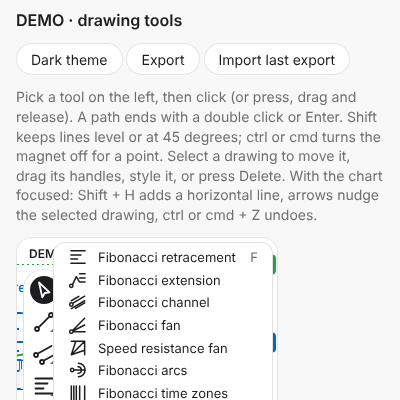 DEMO · drawing tools
Dark theme
Export
Import last export
Pick a tool on the left, then click (or press, drag and
release). A path ends with a double click or Enter. Shift
keeps lines level or at 45 degrees; ctrl or cmd turns the
magnet off for a point. Select a drawing to move it,
drag its handles, style it, or press Delete. With the chart
focused: Shift + H adds a horizontal line, arrows nudge
the selected drawing, ctrl or cmd + Z undoes.
DEM
Fibonacci retracement F
Fibonacci extension
Fibonacci channel
Fibonacci fan
Speed resistance fan
Fibonacci arcs
Fibonacci time zones